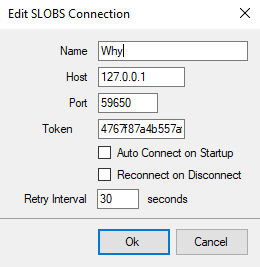 Edit SLOBS Connection
Name Why
Host 127.0.0.1
Port 59650
Token 4767f87a4b557a
Auto Connect on Startup
Reconnect on Disconnect
Retry Interval 30 seconds
Ok Cancel